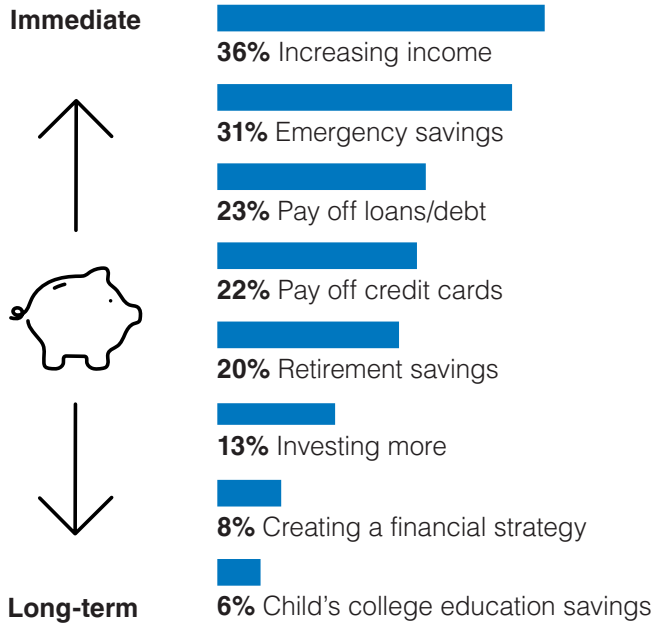 Immediate
36% Increasing income
31% Emergency savings
23% Pay off loans/debt
22% Pay off credit cards
20% Retirement savings
13% Investing more
8% Creating a financial strategy
Long-term
6% Child’s college education savings